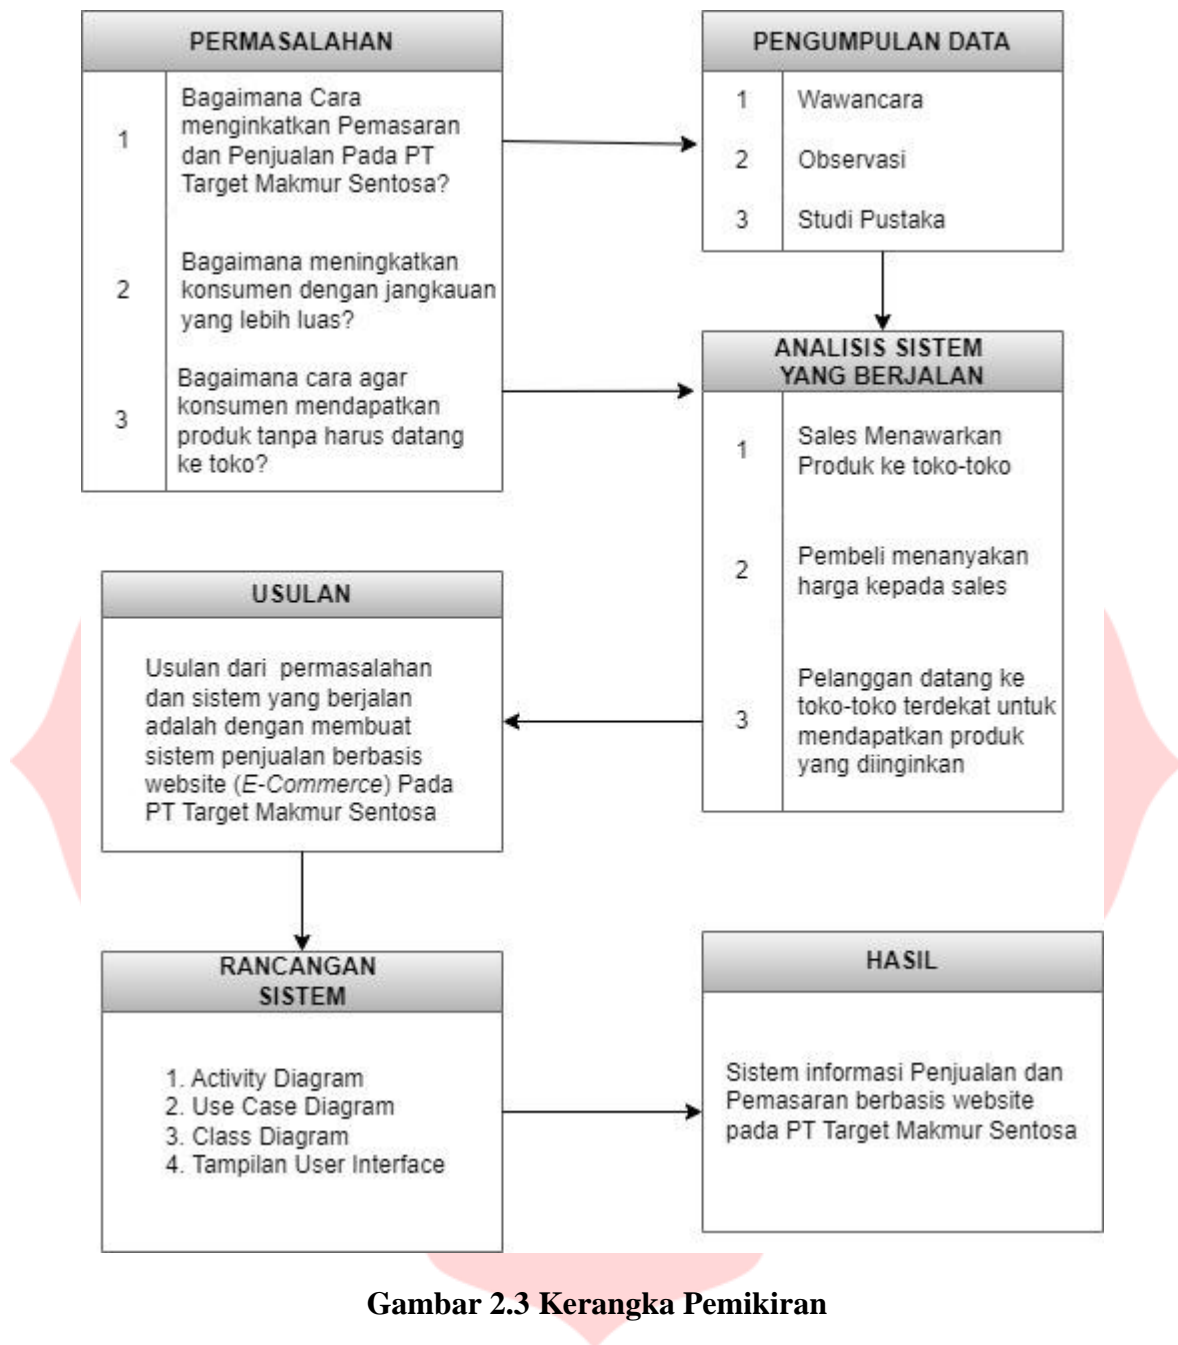 PERMASALAHAN
1
Bagaimana Cara
menginkatkan Pemasaran
dan Penjualan Pada PT
Target Makmur Sentosa?
2
Bagaimana meningkatkan
konsumen dengan jangkauan
yang lebih luas?
3
Bagaimana cara agar
konsumen mendapatkan
produk tanpa harus datang
ke toko?
PENGUMPULAN DATA
1 Wawancara
2 Observasi
3 Studi Pustaka
ANALISIS SISTEM
YANG BERJALAN
1
Sales Menawarkan
Produk ke toko-toko
2
Pembeli menanyakan
harga kepada sales
3
Pelanggan datang ke
toko-toko terdekat untuk
mendapatkan produk
yang diinginkan
USULAN
Usulan dari permasalahan
dan sistem yang berjalan
adalah dengan membuat
sistem penjualan berbasis
website (E-Commerce) Pada
PT Target Makmur Sentosa
RANCANGAN
SISTEM
1. Activity Diagram
2. Use Case Diagram
3. Class Diagram
4. Tampilan User Interface
HASIL
Sistem informasi Penjualan dan
Pemasaran berbasis website
pada PT Target Makmur Sentosa
Gambar 2.3 Kerangka Pemikiran